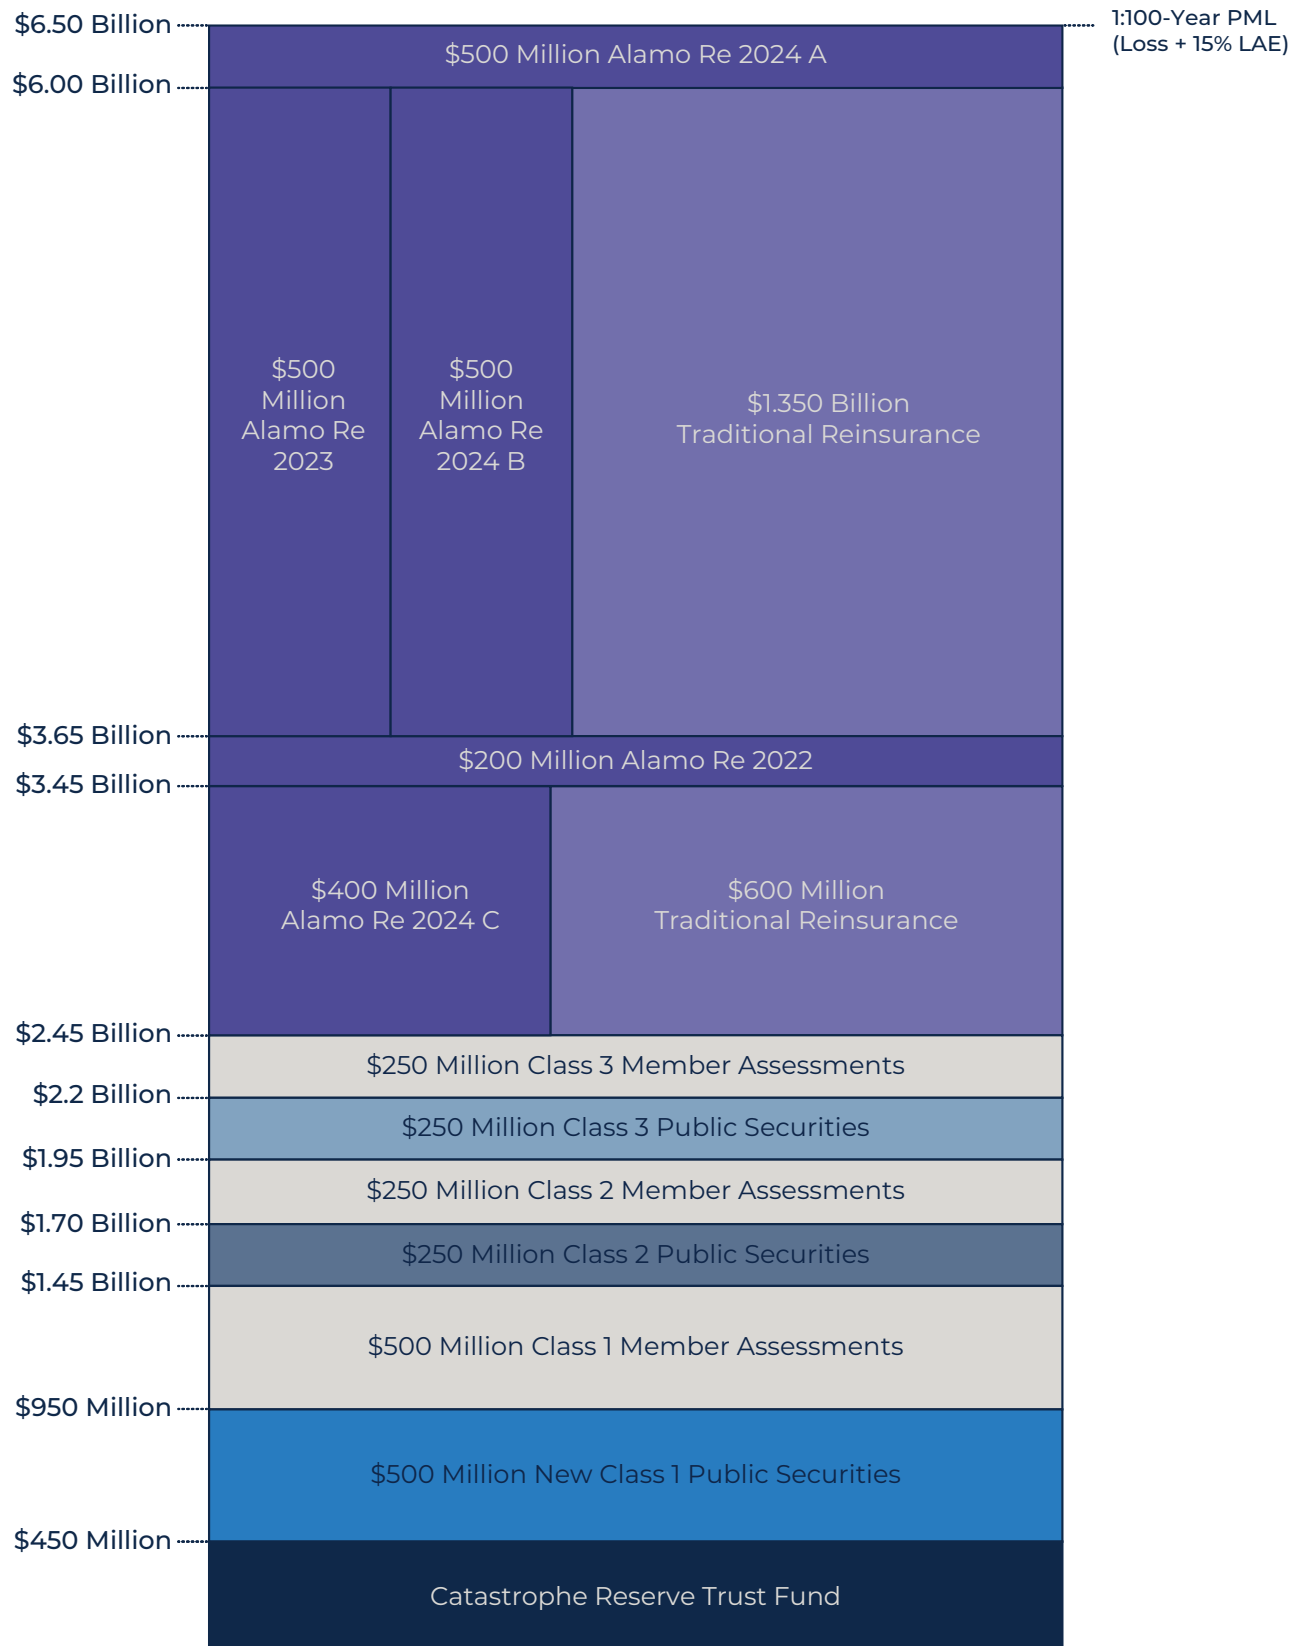 $6.50 Billion
1:100-Year PML
(Loss + 15% LAE)
$500 Million Alamo Re 2024 A
$6.00 Billion
$500
Million
Alamo Re
2023
$500
Million
Alamo Re
2024 B
$1.350 Billion
Traditional Reinsurance
$3.65 Billion
$200 Million Alamo Re 2022
$3.45 Billion
$400 Million
Alamo Re 2024 C
$600 Million
Traditional Reinsurance
$2.45 Billion
$250 Million Class 3 Member Assessments
$2.2 Billion
$250 Million Class 3 Public Securities
$1.95 Billion
$250 Million Class 2 Member Assessments
$1.70 Billion
$250 Million Class 2 Public Securities
$1.45 Billion
$500 Million Class 1 Member Assessments
$950 Million
$500 Million New Class 1 Public Securities
$450 Million
Catastrophe Reserve Trust Fund